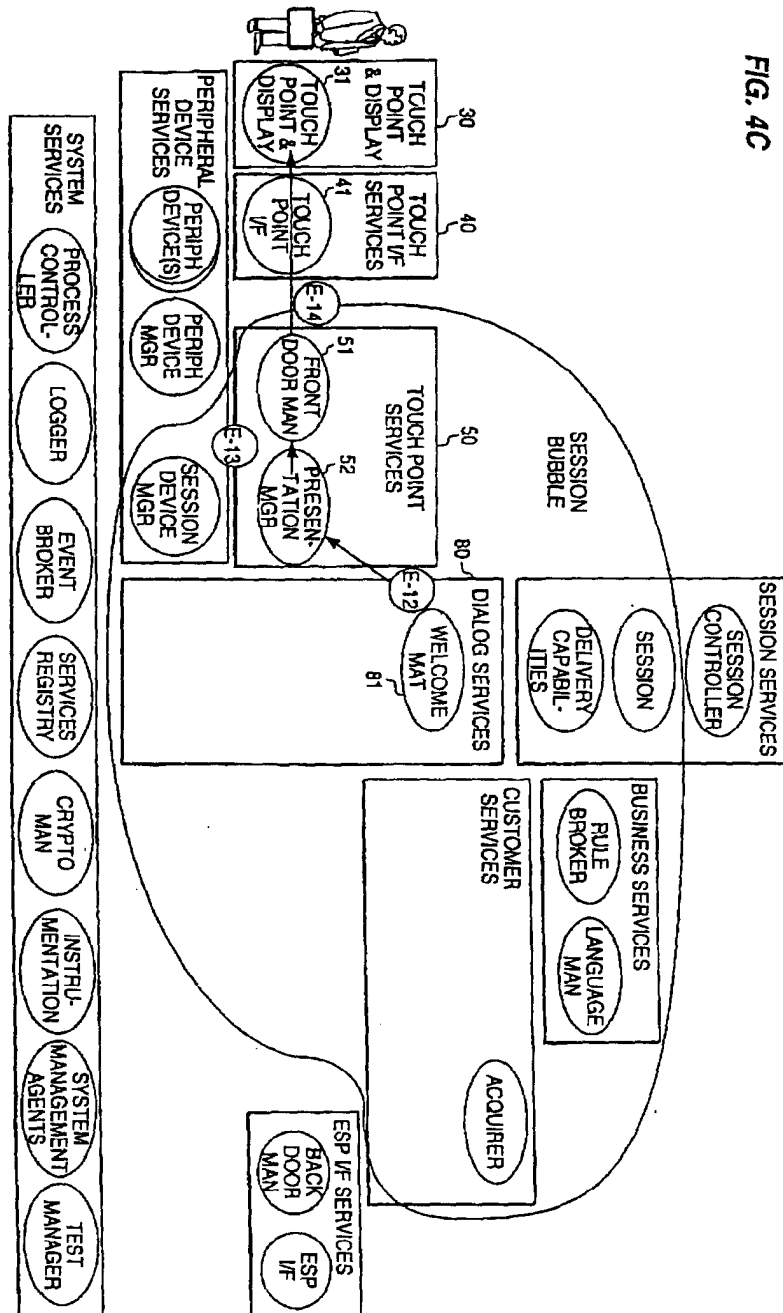 FIG. 4C
TOUCH
POINT
& DISPLAY
30
TOUCH
POINT &
DISPLAY
31
TOUCH
POINT I/F
SERVICES
40
TOUCH
POINT
I/F
41
E-14
TOUCH POINT
SERVICES
50
FRONT
DOOR MAN
51
PRESEN-
TATION
MGR
52
E-13
PERIPHERAL
DEVICE
SERVICES
PERIPH
DEVICE(S)
PERIPH
DEVICE
MGR
SESSION
DEVICE
MGR
SESSION
BUBBLE
SESSION SERVICES
SESSION
CONTROLLER
SESSION
DELIVERY
CAPABIL-
ITIES
DIALOG SERVICES
80
E-12
WELCOME
MAT
81
BUSINESS SERVICES
RULE
BROKER
LANGUAGE
MAN
CUSTOMER
SERVICES
ACQUIRER
ESP I/F SERVICES
BACK
DOOR
MAN
ESP
I/F
SYSTEM
SERVICES
PROCESS
CONTROL-
LER
LOGGER
EVENT
BROKER
SERVICES
REGISTRY
CRYPTO
MAN
INSTRU-
MENTATION
SYSTEM
MANAGEMENT
AGENTS
TEST
MANAGER